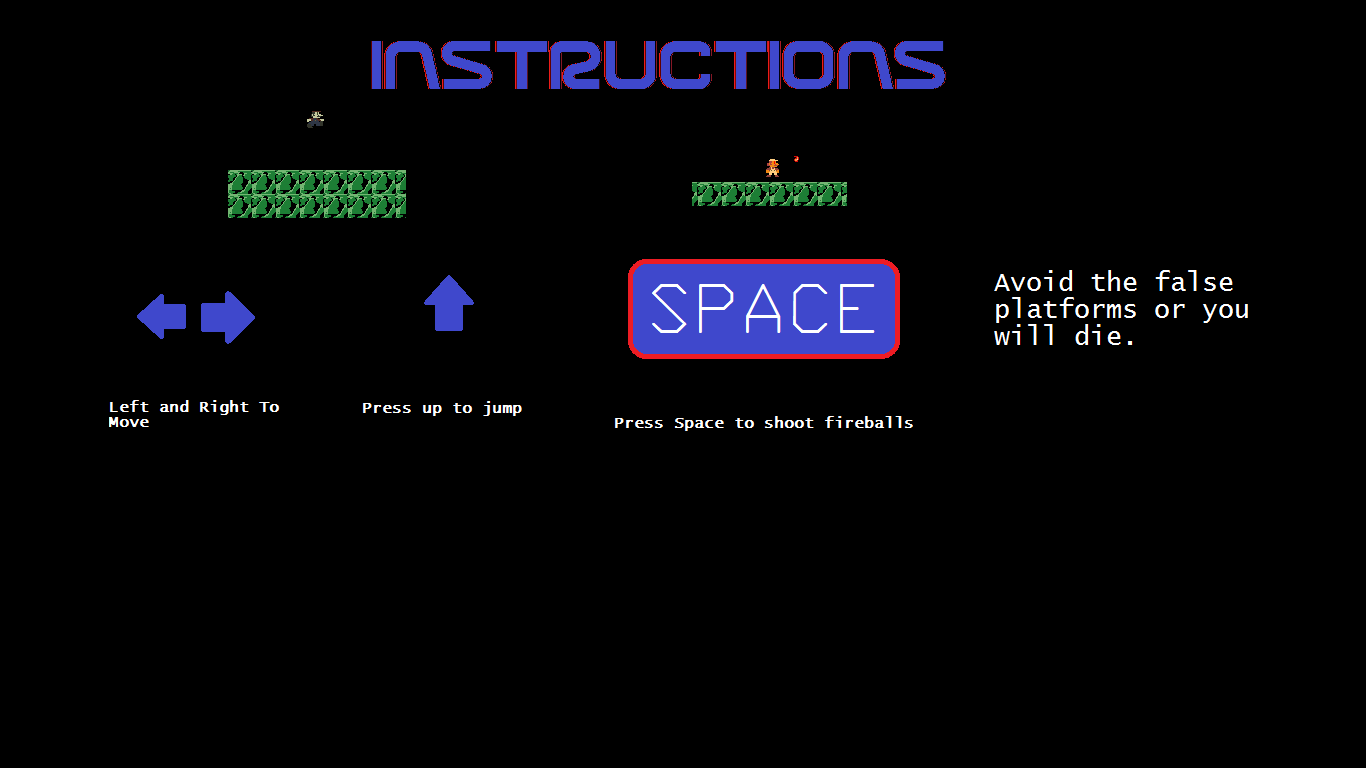 INSTRUCTIONS
SPACE
Avoid the false
platforms or you
will die.
Left and Right To
Move
Press up to jump
Press Space to shoot fireballs